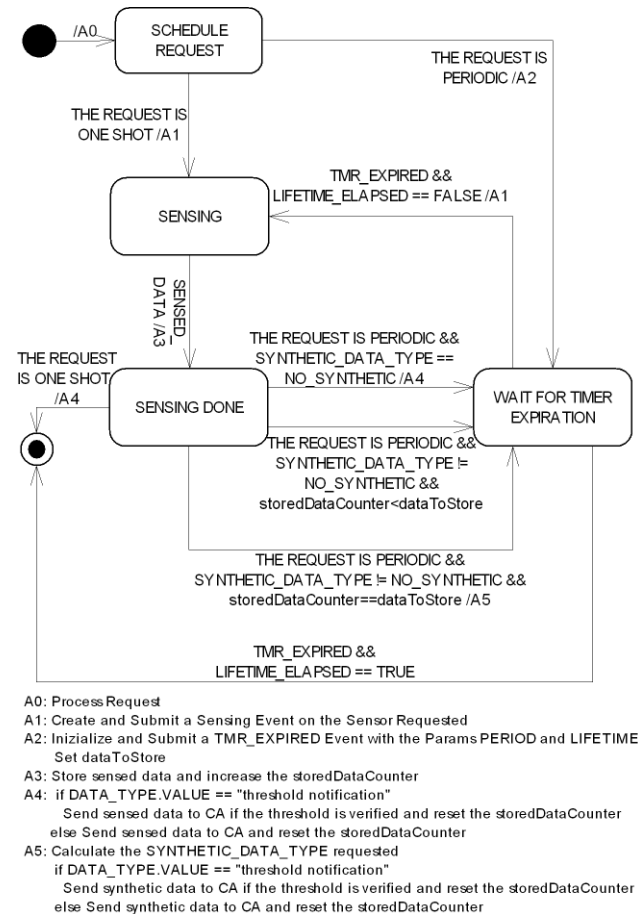 /A0
SCHEDULE
REQUEST
THE REQUEST IS
PERIODIC /A2
THE REQUEST IS
ONE SHOT /A1
TMR_EXPIRED &&
LIFETIME_ELAPSED == FALSE /A1
SENSING
SENSED_
DATA /A3
THE REQUEST IS PERIODIC &&
SYNTHETIC_DATA_TYPE ==
NO_SYNTHETIC /A4
THE REQUEST
IS ONE SHOT
/A4
SENSING DONE
WAIT FOR TIMER
EXPIRATION
THE REQUEST IS PERIODIC &&
SYNTHETIC_DATA_TYPE !=
NO_SYNTHETIC &&
storedDataCounter<dataToStore
THE REQUEST IS PERIODIC &&
SYNTHETIC_DATA_TYPE != NO_SYNTHETIC &&
storedDataCounter==dataToStore /A5
TMR_EXPIRED &&
LIFETIME_ELAPSED == TRUE
A0: Process Request
A1: Create and Submit a Sensing Event on the Sensor Requested
A2: Inizialize and Submit a TMR_EXPIRED Event with the Params PERIOD and LIFETIME
Set dataToStore
A3: Store sensed data and increase the storedDataCounter
A4: if DATA_TYPE.VALUE == "threshold notification"
Send sensed data to CA if the threshold is verified and reset the storedDataCounter
else Send sensed data to CA and reset the storedDataCounter
A5: Calculate the SYNTHETIC_DATA_TYPE requested
if DATA_TYPE.VALUE == "threshold notification"
Send synthetic data to CA if the threshold is verified and reset the storedDataCounter
else Send synthetic data to CA and reset the storedDataCounter